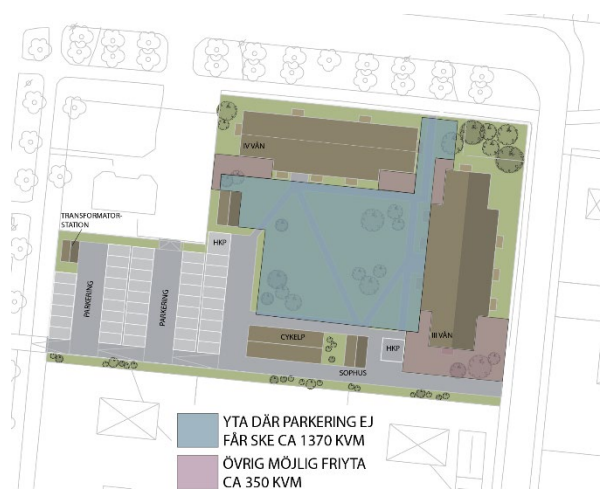 IV VÅN
TRANSFORMATOR-
STATION
HKP
PARKERING
PARKERING
CYKELP
HKP
III VÅN
SOPHUS
YTA DÄR PARKERING EJ
FÅR SKE CA 1370 KVM
ÖVRIG MÖJLIG FRIYTA
CA 350 KVM